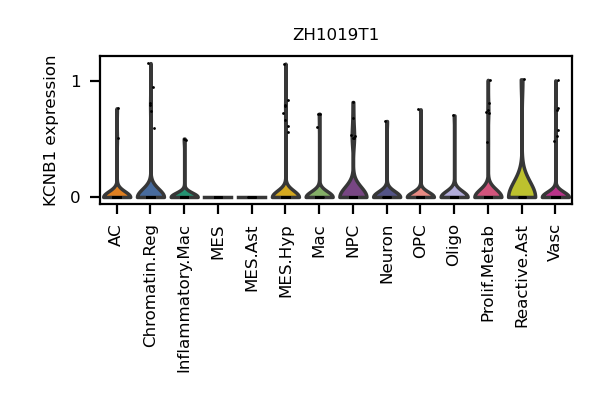 ZH1019T1
KCNB1 expression
1
0
AC
Chromatin.Reg
Inflammatory.Mac
MES
MES.Ast
MES.Hyp
Mac
NPC
Neuron
OPC
Oligo
Prolif.Metab
Reactive.Ast
Vasc